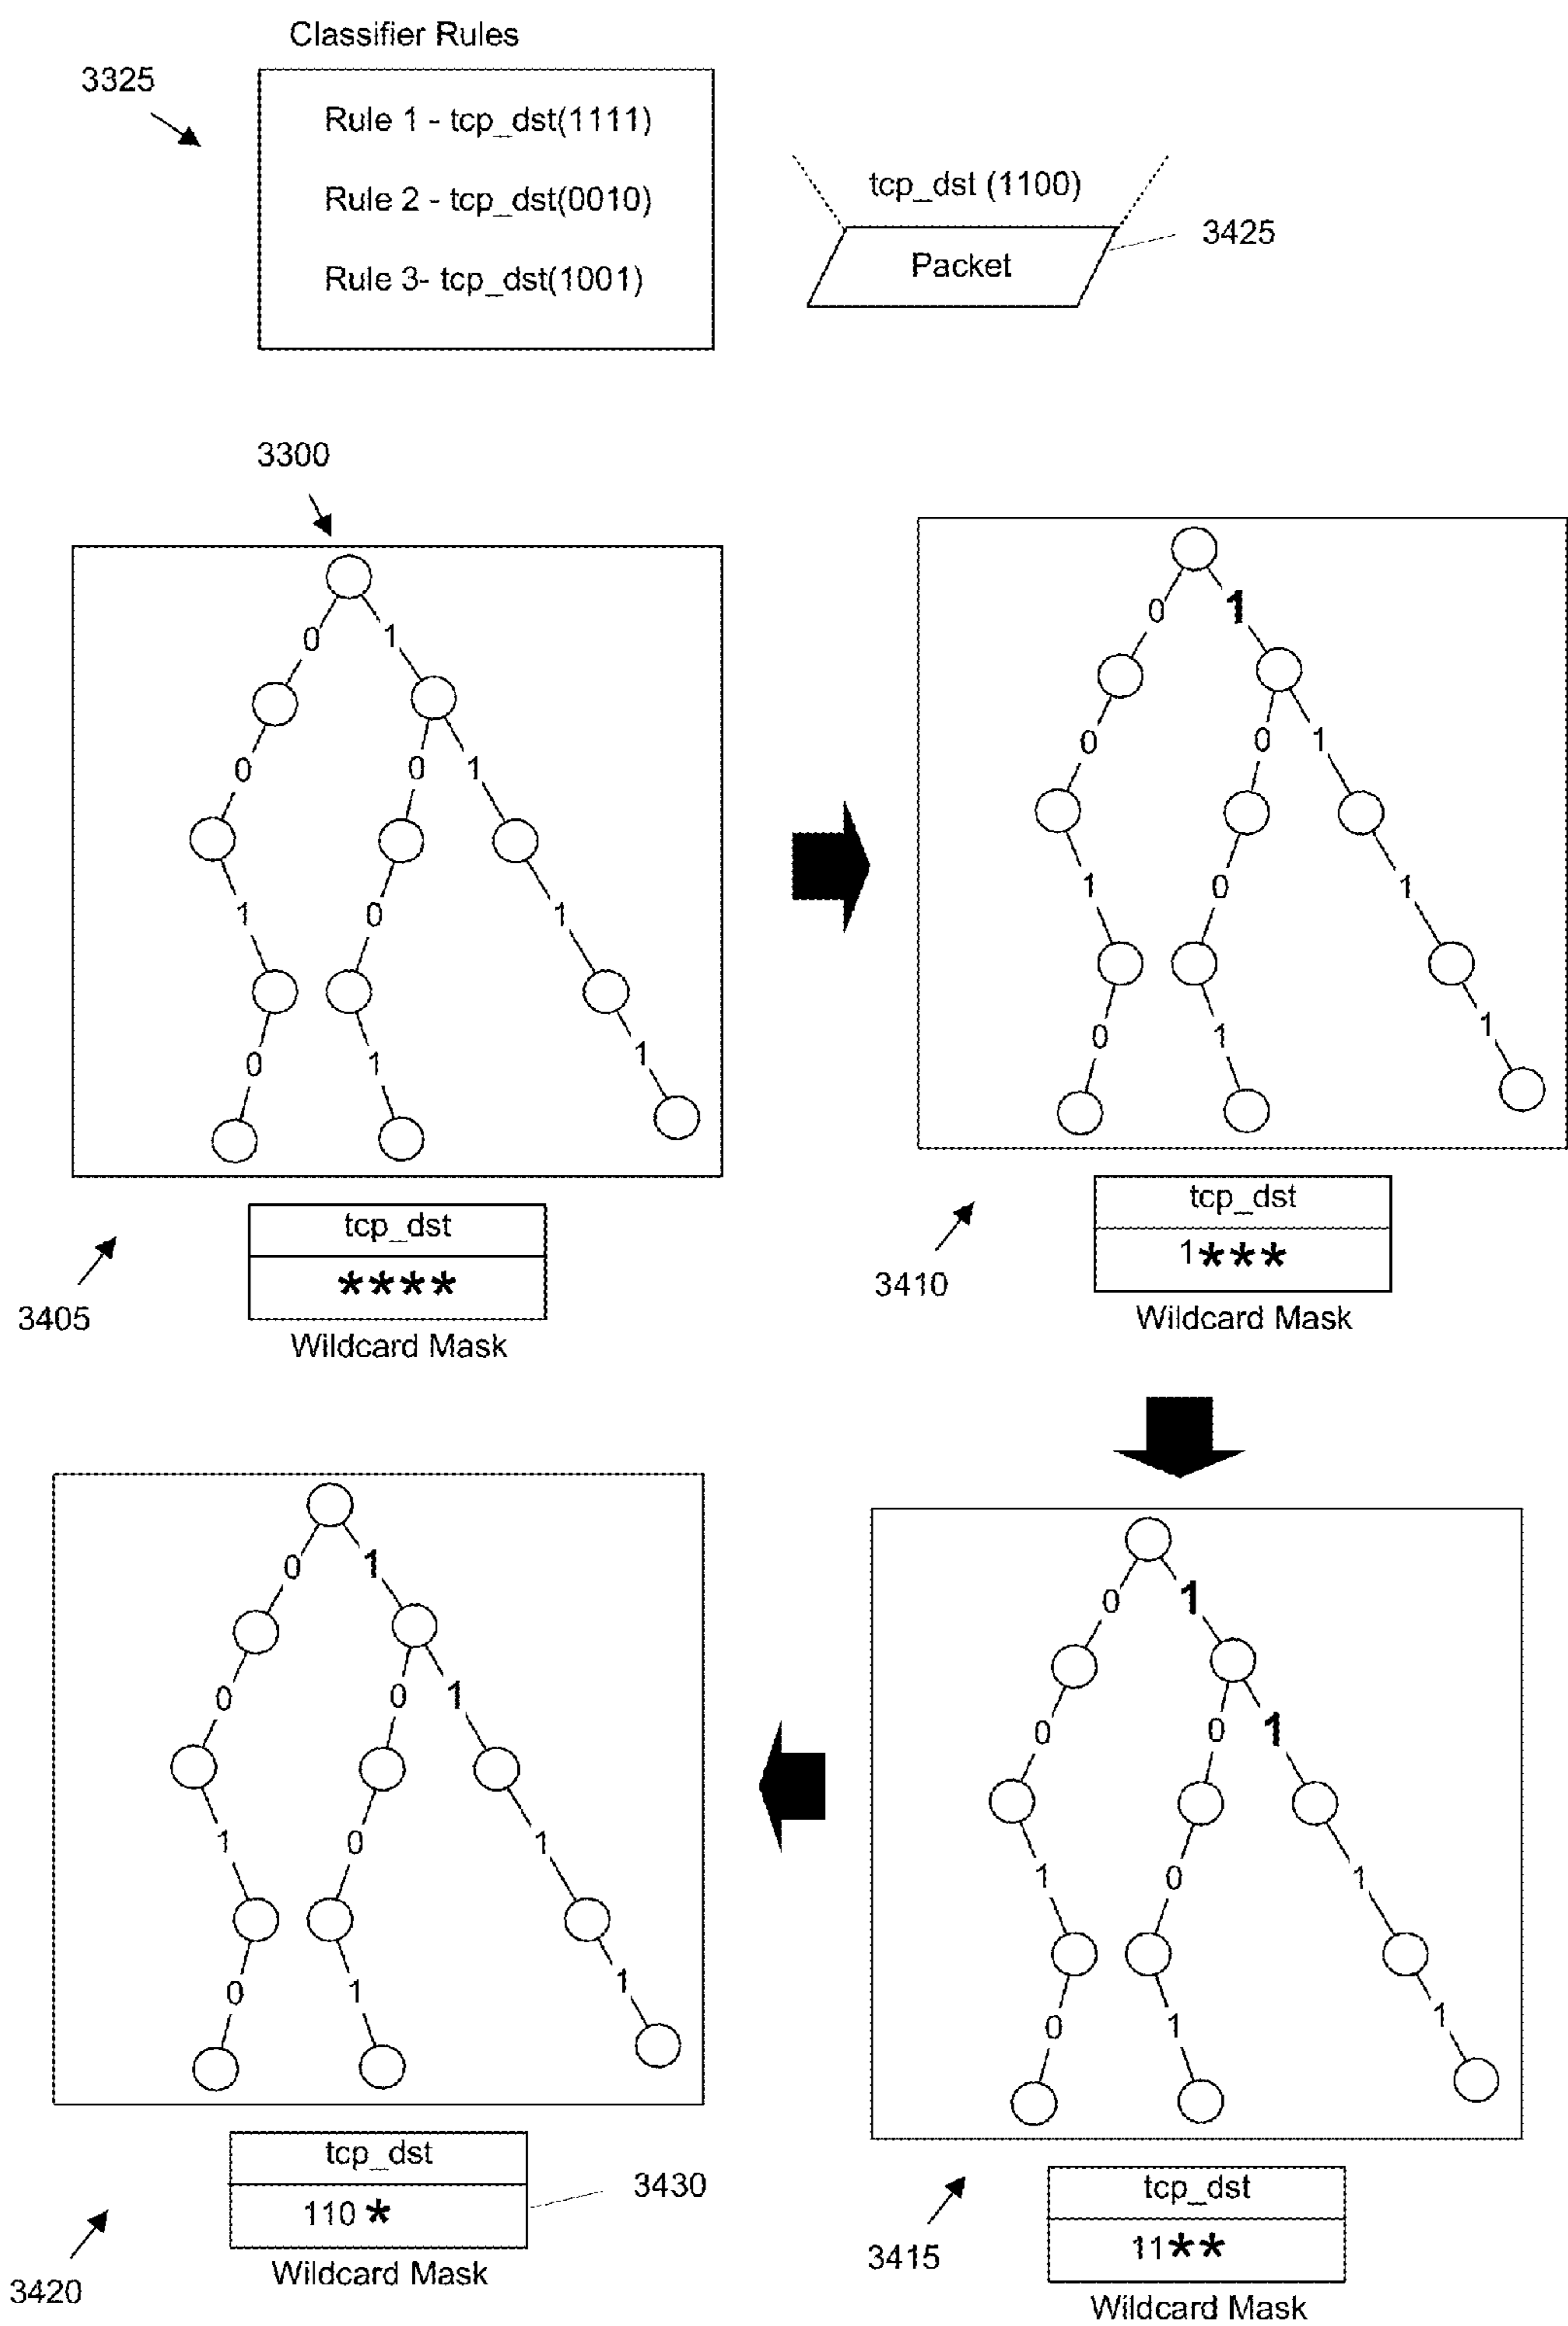 Classifier Rules
3325
Rule 1 - tcp_dst(1111)
Rule 2 - tcp_dst(0010)
Rule 3- tcp_dst(1001)
tcp_dst (1100)
3425
Packet
3300
0 1
0 0 1
1 0 1
0 1 1
tcp_dst
****
Wildcard Mask
3405
0 1
0 0 1
1 0 1
0 1 1
tcp_dst
1***
Wildcard Mask
3410
0 1
0 0 1
1 0 1
0 1 1
tcp_dst
11**
Wildcard Mask
3415
0 1
0 0 1
1 0 1
0 1 1
tcp_dst
110 *
3430
Wildcard Mask
3420